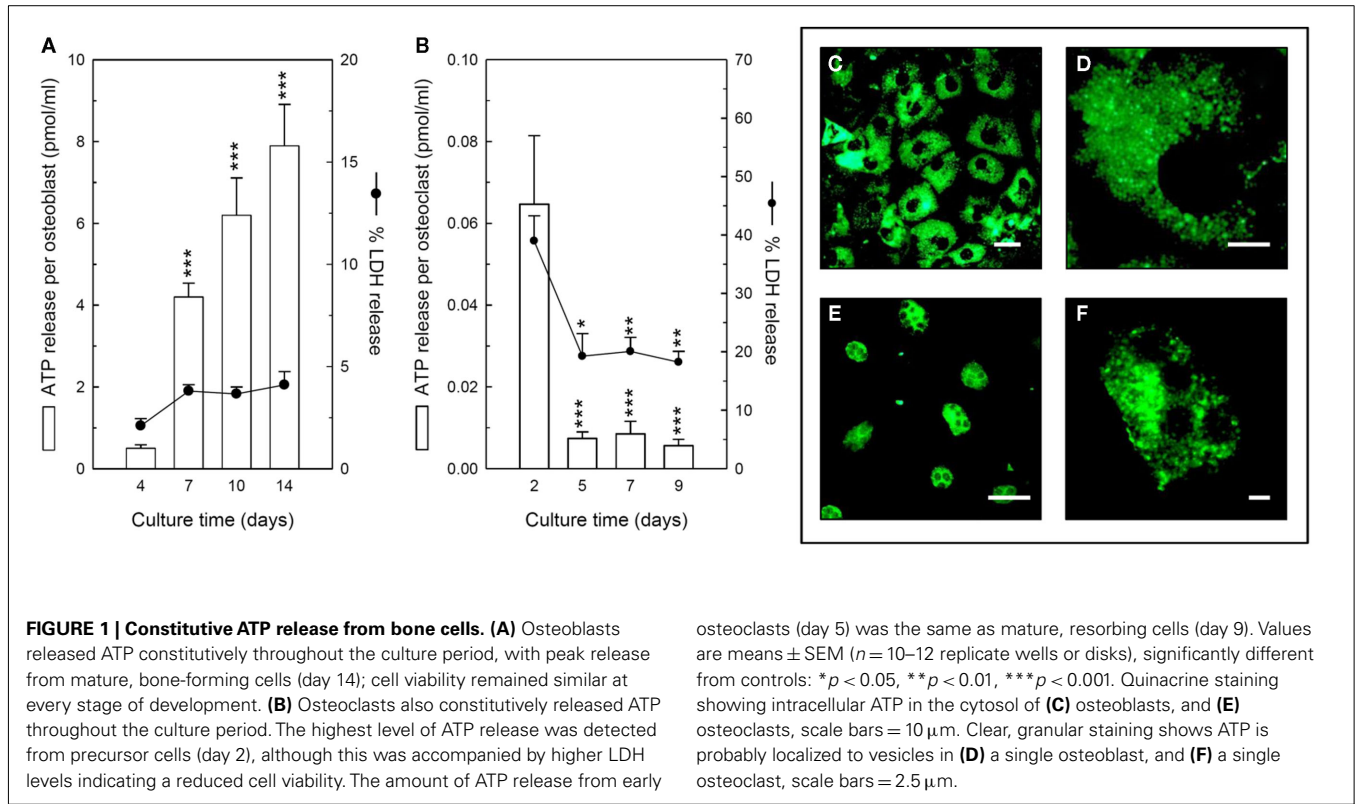 A
10
8
6
4
2
0
ATP release per osteoblast (pmol/ml)
20
15
10
5
0
% LDH release
***
***
***
4 7 10 14
Culture time (days)
B
0.10
0.08
0.06
0.04
0.02
0.00
ATP release per osteoclast (pmol/ml)
70
60
50
40
30
20
10
0
% LDH release
* ** **
*** *** ***
2 5 7 9
Culture time (days)
C
D
E
F
FIGURE 1 | Constitutive ATP release from bone cells. (A) Osteoblasts
released ATP constitutively throughout the culture period, with peak release
from mature, bone-forming cells (day 14); cell viability remained similar at
every stage of development. (B) Osteoclasts also constitutively released ATP
throughout the culture period. The highest level of ATP release was detected
from precursor cells (day 2), although this was accompanied by higher LDH
levels indicating a reduced cell viability. The amount of ATP release from early
osteoclasts (day 5) was the same as mature, resorbing cells (day 9). Values
are means ± SEM (n = 10–12 replicate wells or disks), significantly different
from controls: *p < 0.05, **p < 0.01, ***p < 0.001. Quinacrine staining
showing intracellular ATP in the cytosol of (C) osteoblasts, and (E)
osteoclasts, scale bars = 10 μm. Clear, granular staining shows ATP is
probably localized to vesicles in (D) a single osteoblast, and (F) a single
osteoclast, scale bars = 2.5 μm.